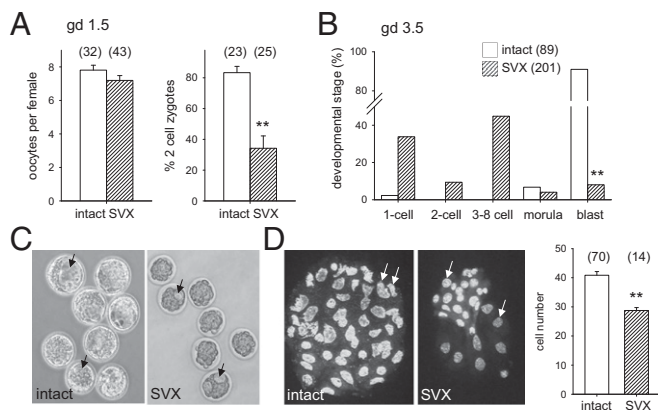 A
gd 1.5
(32) (43)
oocytes per female
8
6
4
2
0
intact SVX
(23) (25)
% 2 cell zygotes
80
60
40
20
0
**
intact SVX
B
gd 3.5
intact (89)
SVX (201)
developmental stage (%)
100
80
40
20
0
**
1-cell
2-cell
3-8 cell
morula
blast
C
intact
SVX
D
intact
SVX
(70)
(14)
cell number
50
40
30
20
10
0
**
intact
SVX